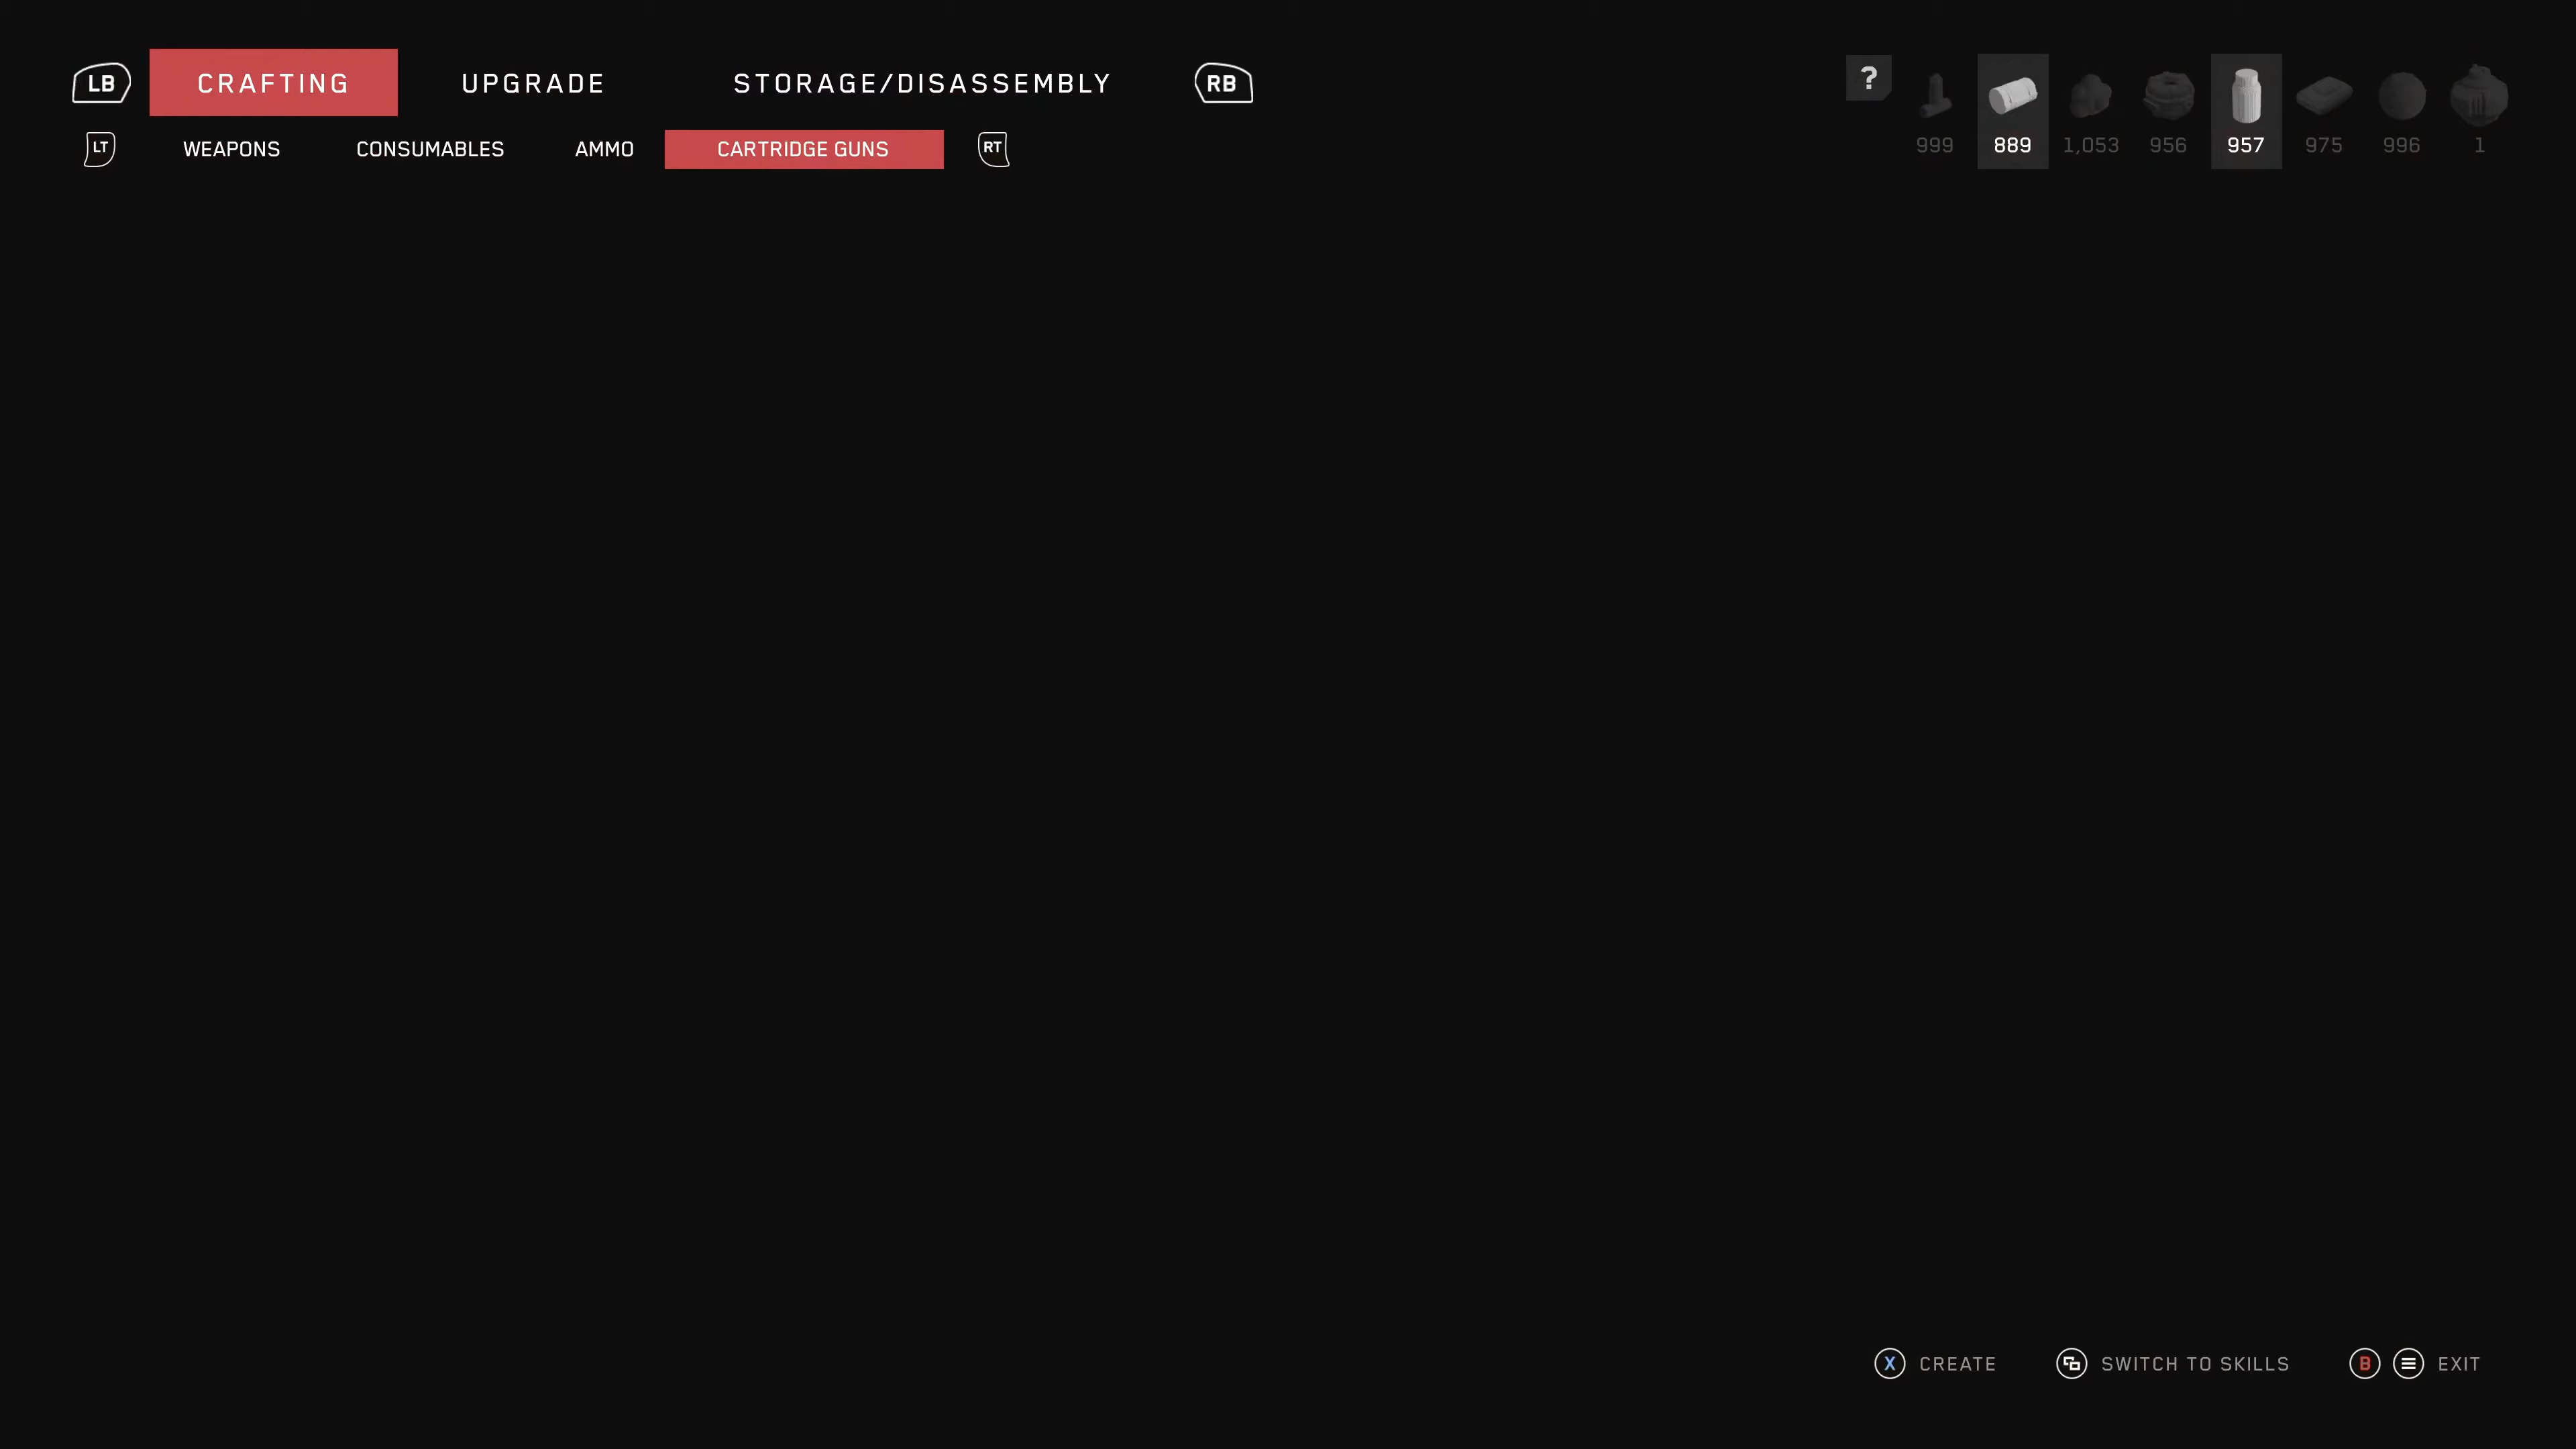 LB CRAFTING UPGRADE STORAGE/DISASSEMBLY RB ?
LT WEAPONS CONSUMABLES AMMO CARTRIDGE GUNS RT 999 889 1,053 956 957 975 996 1
X CREATE SWITCH TO SKILLS B EXIT